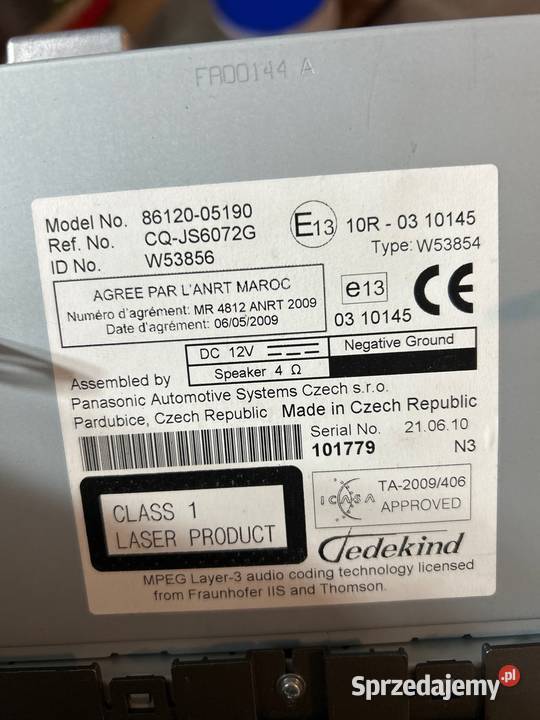 FAD0144 A
Model No. 86120-05190
Ref. No. CQ-JS6072G
ID No. W53856
E13 10R - 03 10145
Type: W53854
AGREE PAR L'ANRT MAROC
Numéro d'agrément: MR 4812 ANRT 2009
Date d'agrément: 06/05/2009
e13
03 10145
CE
DC 12V
Negative Ground
Speaker 4 Ω
Assembled by
Panasonic Automotive Systems Czech s.r.o.
Pardubice, Czech Republic Made in Czech Republic
Serial No. 21.06.10
101779 N3
CLASS 1
LASER PRODUCT
ICASA
TA-2009/406
APPROVED
Jedekind
MPEG Layer-3 audio coding technology licensed
from Fraunhofer IIS and Thomson.
Sprzedajemy.pl